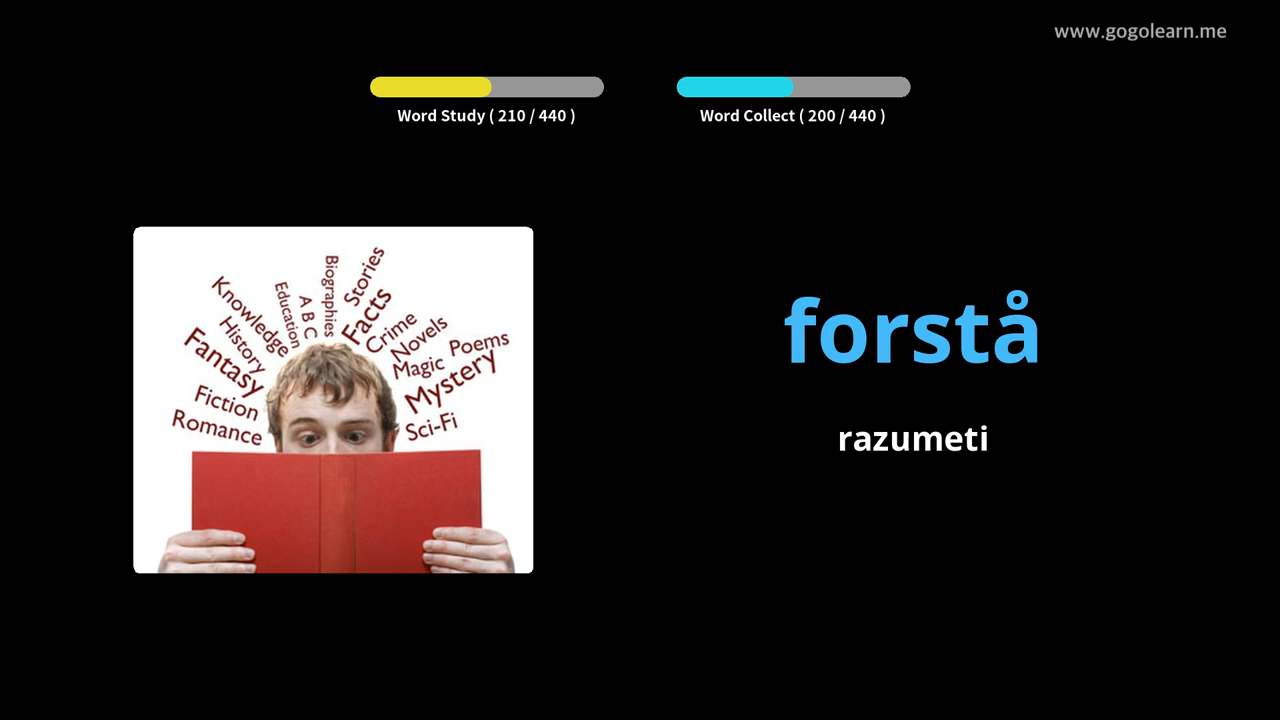 www.gogolearn.me
Word Study ( 210 / 440 )
Word Collect ( 200 / 440 )
Knowledge
Education
A B C
Biographies
Stories
Facts
History
Crime
Novels
Poems
Fantasy
Magic
Mystery
Fiction
Romance
Sci-Fi
forstå
razumeti